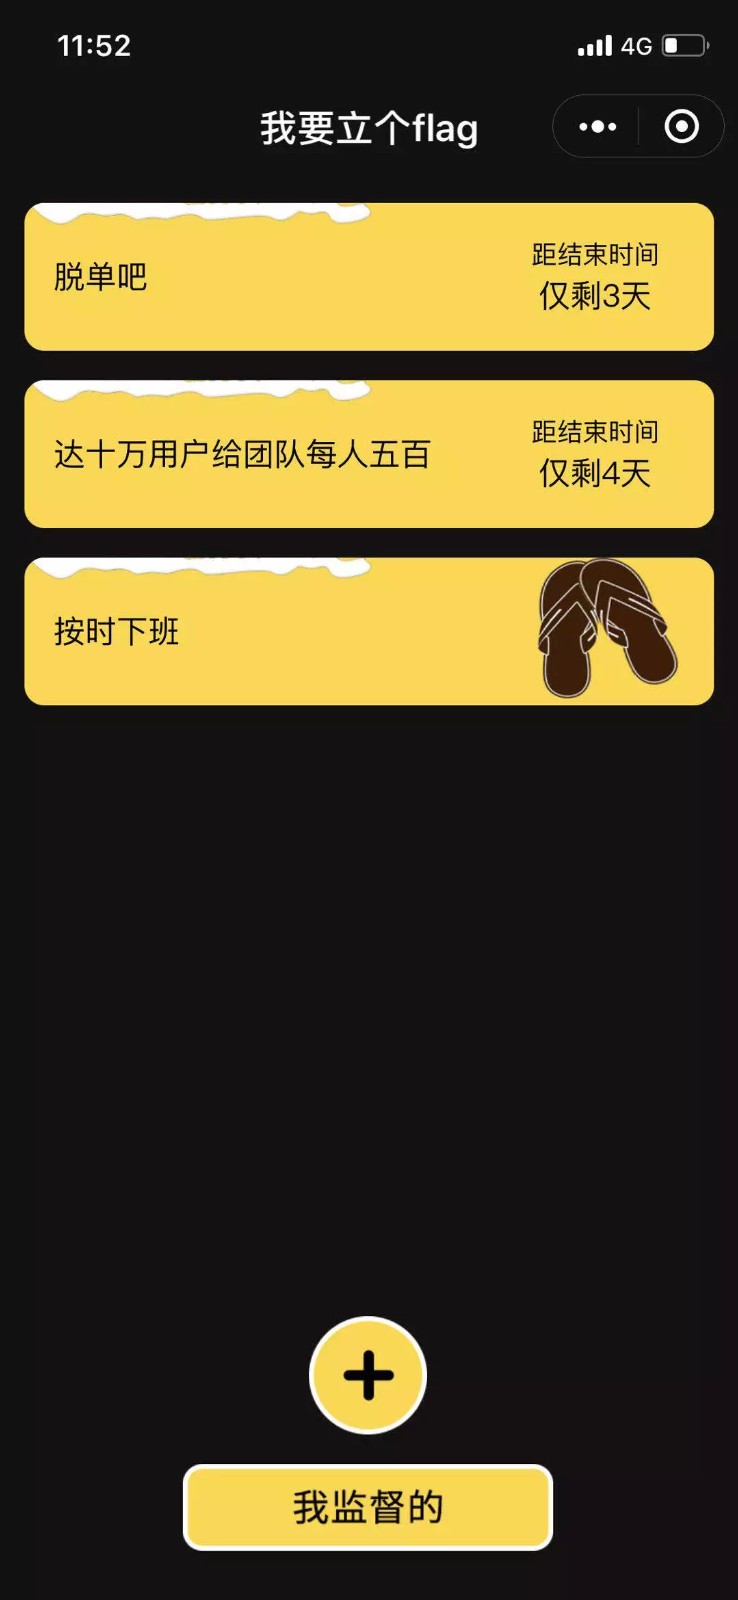 11:52
4G
我要立个flag
脱单吧
距结束时间
仅剩3天
达十万用户给团队每人五百
距结束时间
仅剩4天
按时下班
我监督的